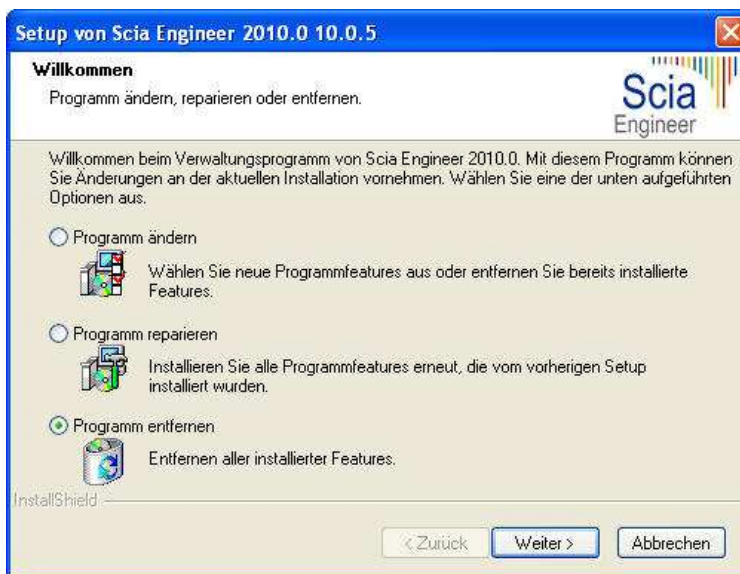 Setup von Scia Engineer 2010.0 10.0.5
Willkommen
Programm ändern, reparieren oder entfernen.
Scia
Engineer
Willkommen beim Verwaltungsprogramm von Scia Engineer 2010.0. Mit diesem Programm können
Sie Änderungen an der aktuellen Installation vornehmen. Wählen Sie eine der unten aufgeführten
Optionen aus.
Programm ändern
Wählen Sie neue Programmfeatures aus oder entfernen Sie bereits installierte
Features.
Programm reparieren
Installieren Sie alle Programmfeatures erneut, die vom vorherigen Setup
installiert wurden.
Programm entfernen
Entfernen aller installierter Features.
InstallShield
< Zurück
Weiter >
Abbrechen